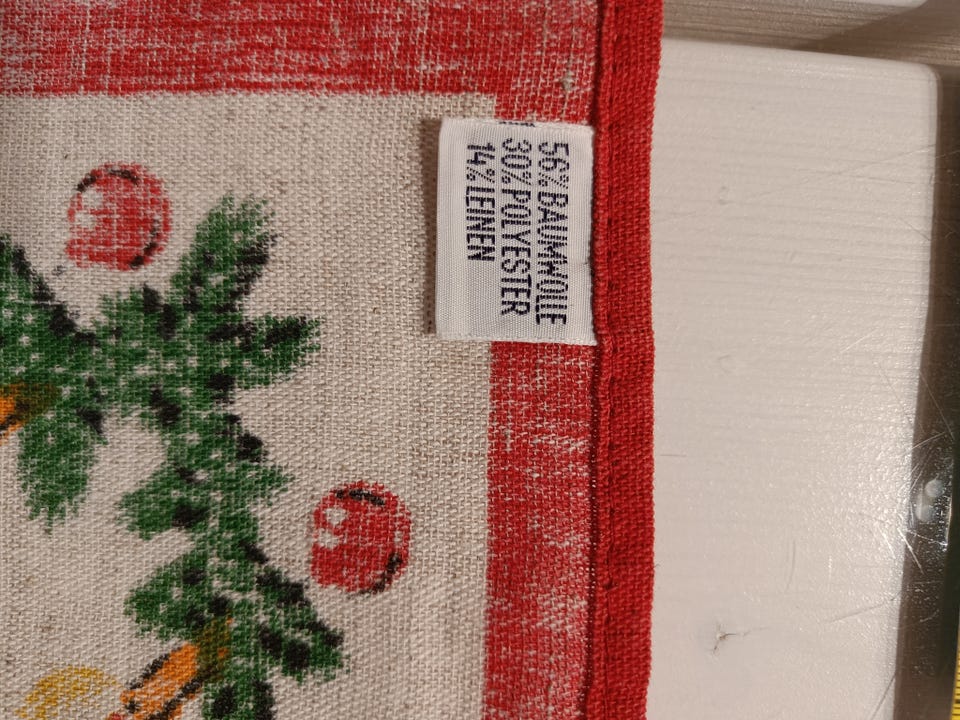 56% BAUMWOLLE
30% POLYESTER
14% LEINEN